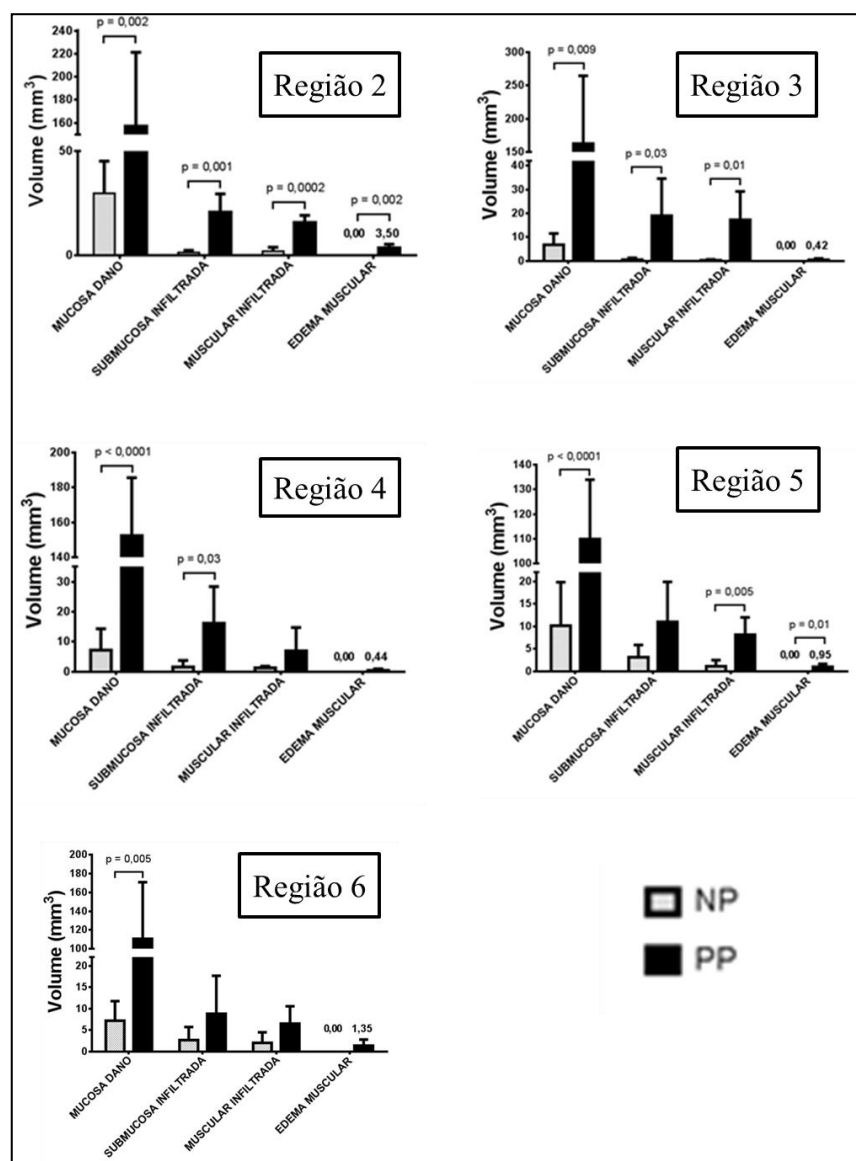 Região 2
p = 0,002
p = 0,001
p = 0,0002
p = 0,002
Volume (mm³)
240
220
200
180
160
140
50
0
0,00 3,50
MUCOSA DANO
SUBMUCOSA INFILTRADA
MUSCULAR INFILTRADA
EDEMA MUSCULAR
Região 3
p = 0,009
p = 0,03
p = 0,01
Volume (mm³)
300
250
200
150
40
30
20
10
0
0,00 0,42
MUCOSA DANO
SUBMUCOSA INFILTRADA
MUSCULAR INFILTRADA
EDEMA MUSCULAR
Região 4
p < 0,0001
p = 0,03
Volume (mm³)
200
180
160
140
30
20
10
0
0,00 0,44
MUCOSA DANO
SUBMUCOSA INFILTRADA
MUSCULAR INFILTRADA
EDEMA MUSCULAR
Região 5
p < 0,0001
p = 0,005
p = 0,01
Volume (mm³)
140
130
120
110
100
20
15
10
5
0
0,00 0,95
MUCOSA DANO
SUBMUCOSA INFILTRADA
MUSCULAR INFILTRADA
EDEMA MUSCULAR
Região 6
p = 0,005
Volume (mm³)
200
180
160
140
120
100
20
15
10
5
0
0,00 1,35
MUCOSA DANO
SUBMUCOSA INFILTRADA
MUSCULAR INFILTRADA
EDEMA MUSCULAR
NP
PP